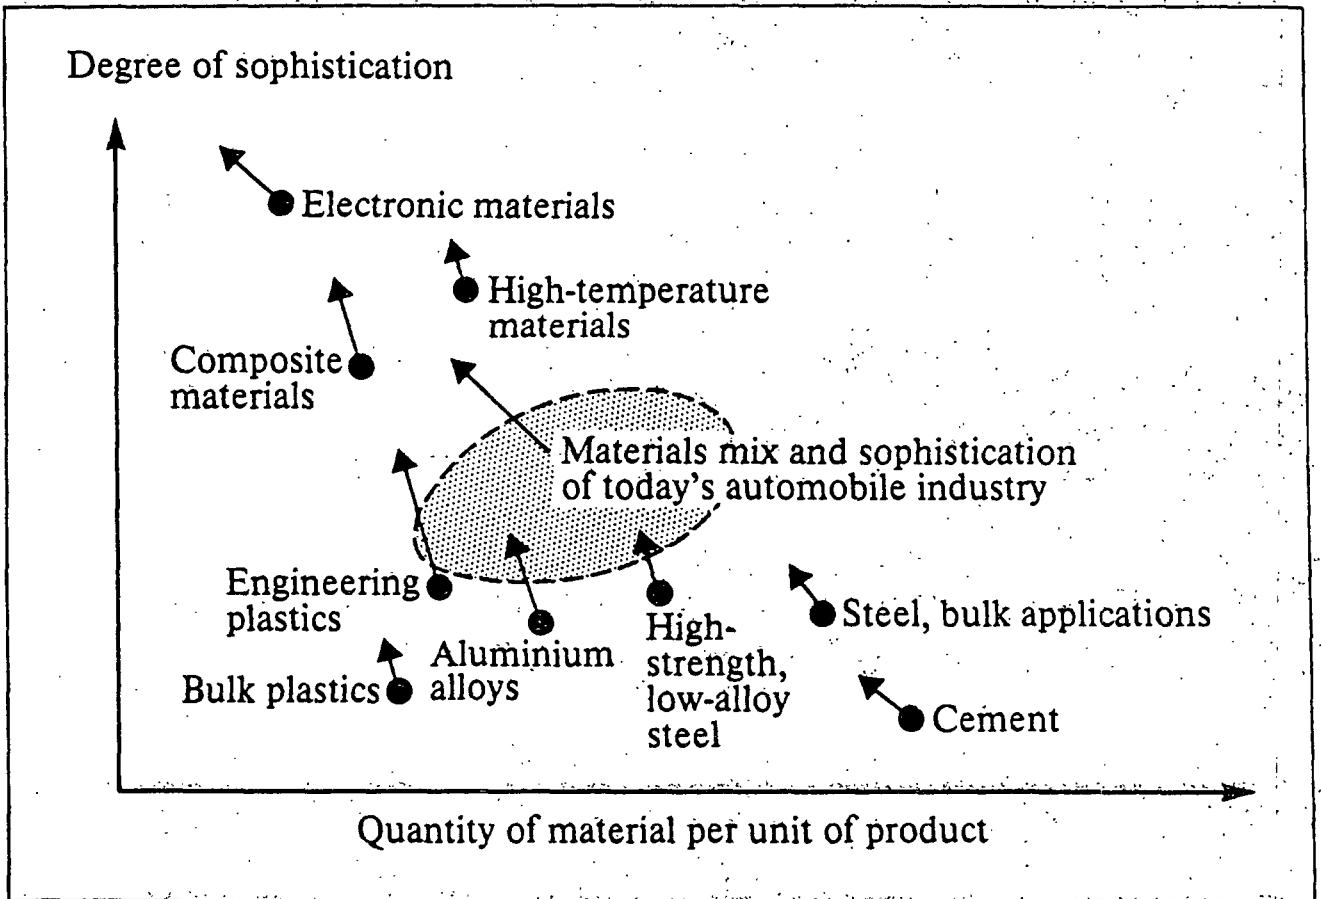 Degree of sophistication
Electronic materials
High-temperature
materials
Composite
materials
Materials mix and sophistication
of today's automobile industry
Engineering
plastics
Bulk plastics
Aluminium
alloys
High-
strength,
low-alloy
steel
Steel, bulk applications
Cement
Quantity of material per unit of product